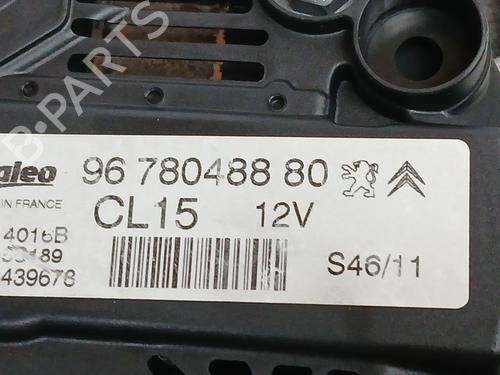 B-PARTS
Valeo 96 780488 80
IN FRANCE
CL15 12V
4016B
439678
S46/11